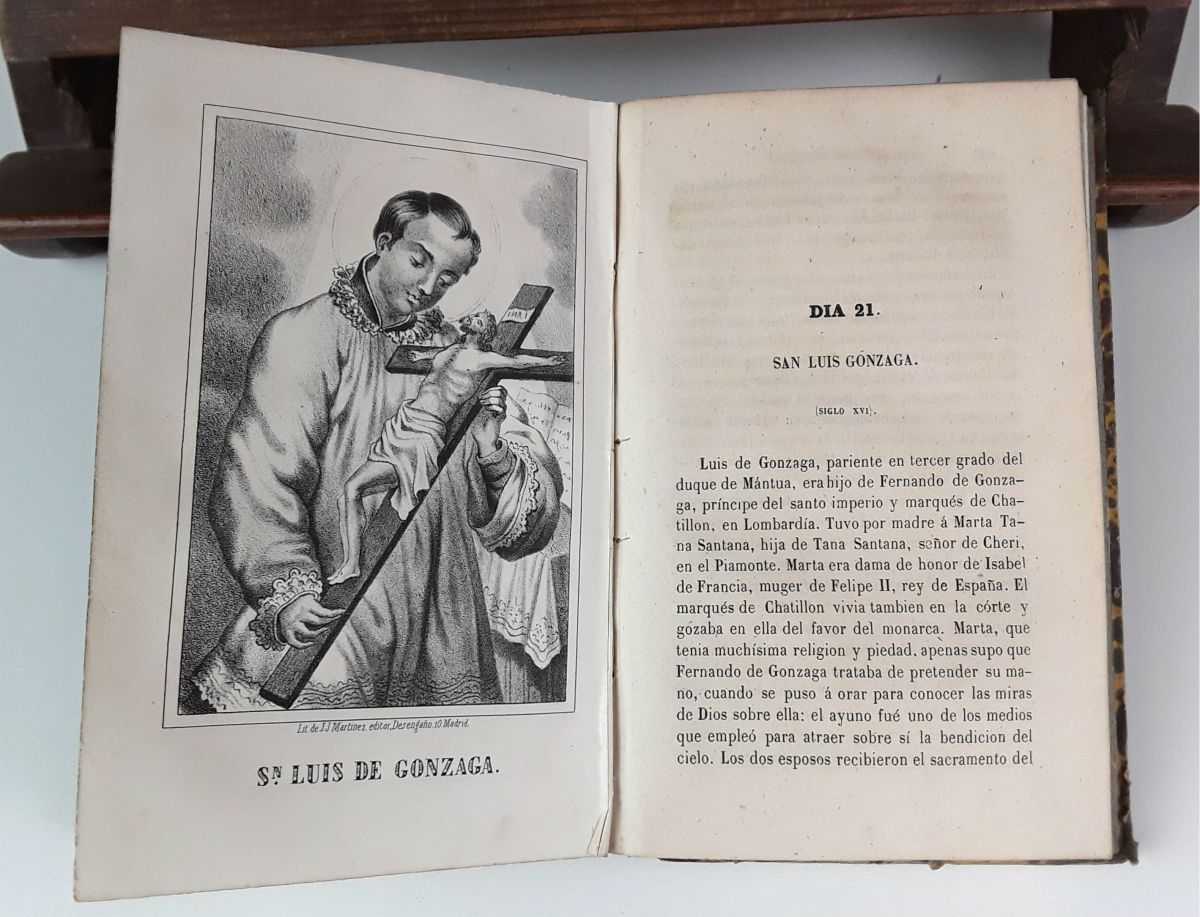 INRI
Lit. de J.J. Martinez, editor, Desengaño, 10. Madrid.
Sᴺ LUIS DE GONZAGA.
DIA 21.
SAN LUIS GÓNZAGA.
(SIGLO XVI).
Luis de Gonzaga, pariente en tercer grado del
duque de Mántua, era hijo de Fernando de Gonza-
ga, príncipe del santo imperio y marqués de Cha-
tillon, en Lombardía. Tuvo por madre á Marta Ta-
na Santana, hija de Tana Santana, señor de Cheri,
en el Piamonte. Marta era dama de honor de Isabel
de Francia, muger de Felipe II, rey de España. El
marqués de Chatillon vivia tambien en la córte y
gózaba en ella del favor del monarca. Marta, que
tenia muchísima religion y piedad, apenas supo que
Fernando de Gonzaga trataba de pretender su ma-
no, cuando se puso á orar para conocer las miras
de Dios sobre ella: el ayuno fué uno de los medios
que empleó para atraer sobre sí la bendicion del
cielo. Los dos esposos recibieron el sacramento del